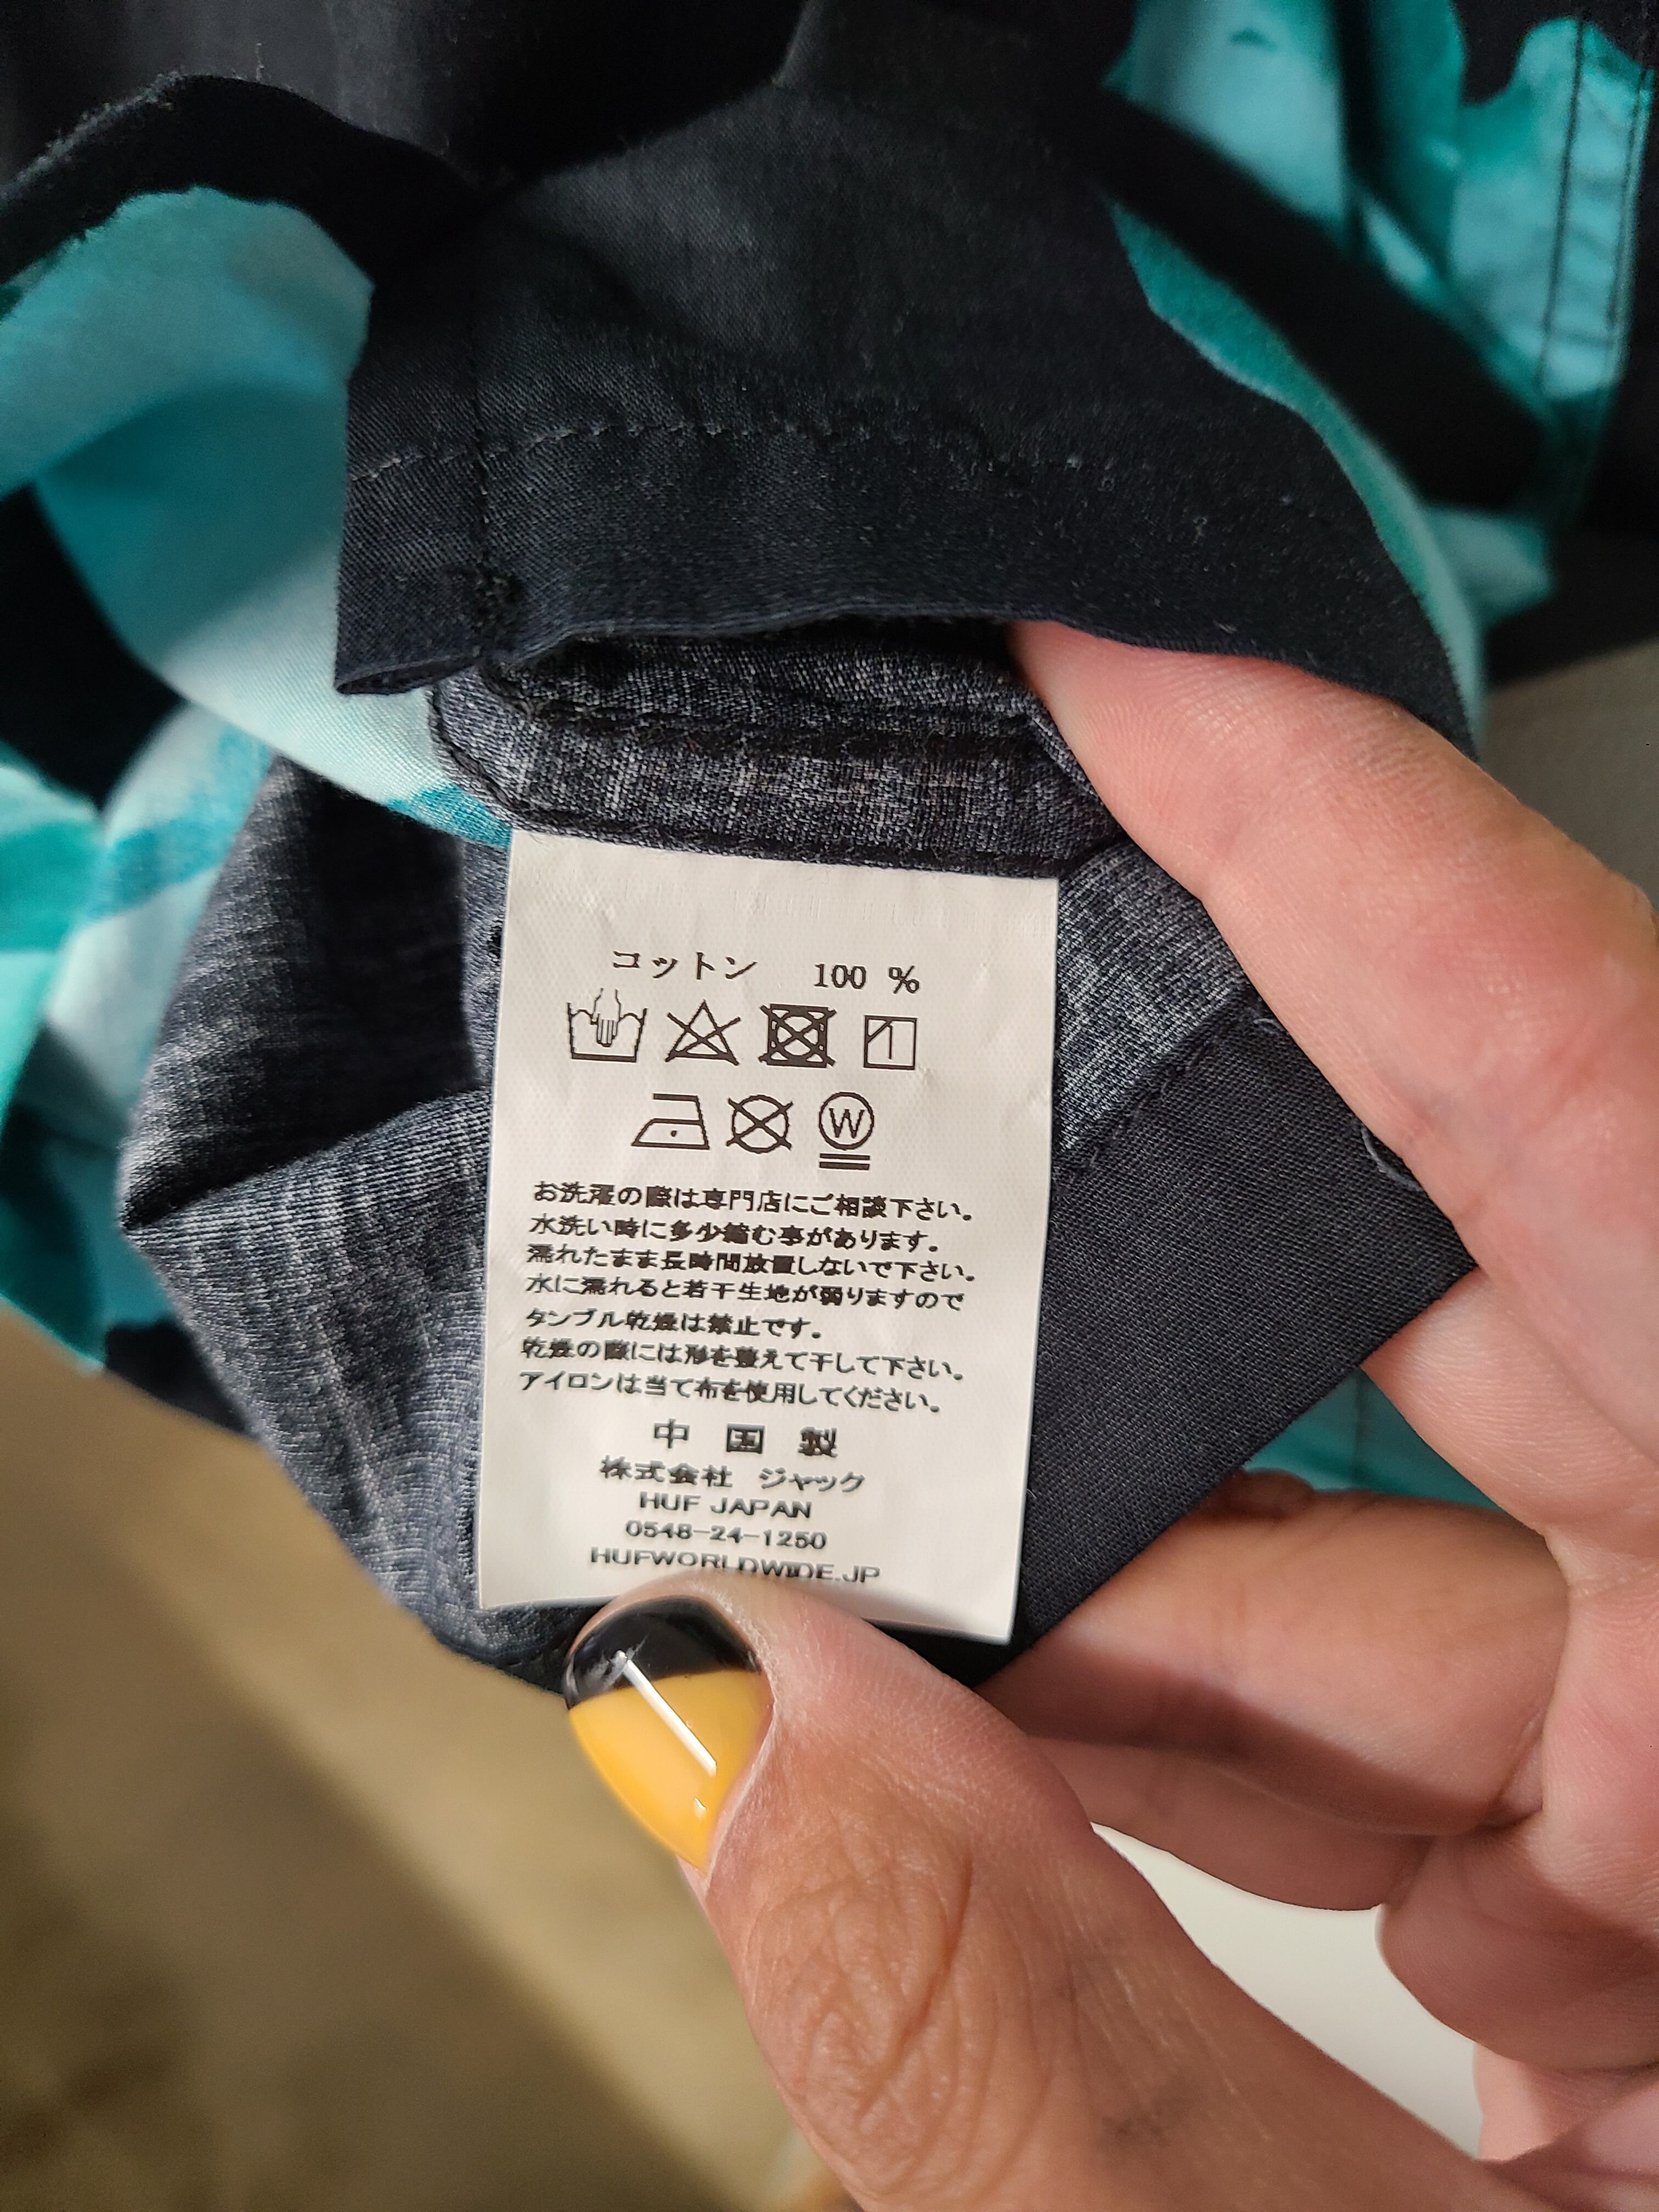 コットン 100 %
W
お洗濯の際は専門店にご相談下さい。
水洗い時に多少縮む事があります。
濡れたまま長時間放置しないで下さい。
水に濡れると若干生地が弱りますので
タンブル乾燥は禁止です。
乾燥の際には形を整えて干して下さい。
アイロンは当て布を使用してください。
中国製
株式会社 ジャック
HUF JAPAN
0548-24-1250
HUFWORLDWIDE.JP